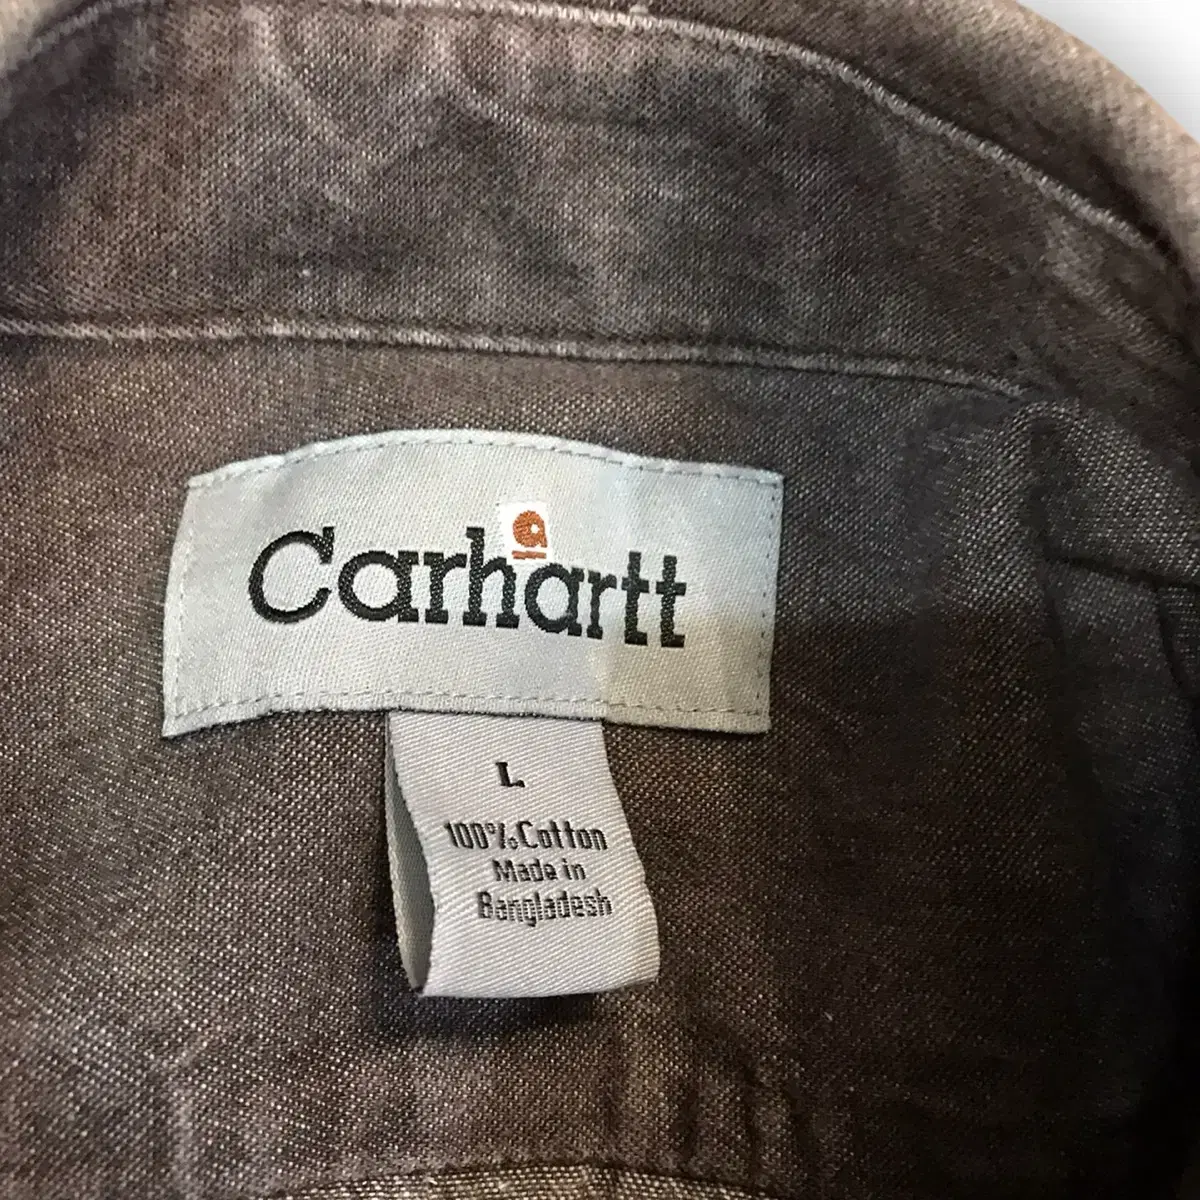 Carhartt
L
100% Cotton
Made in
Bangladesh